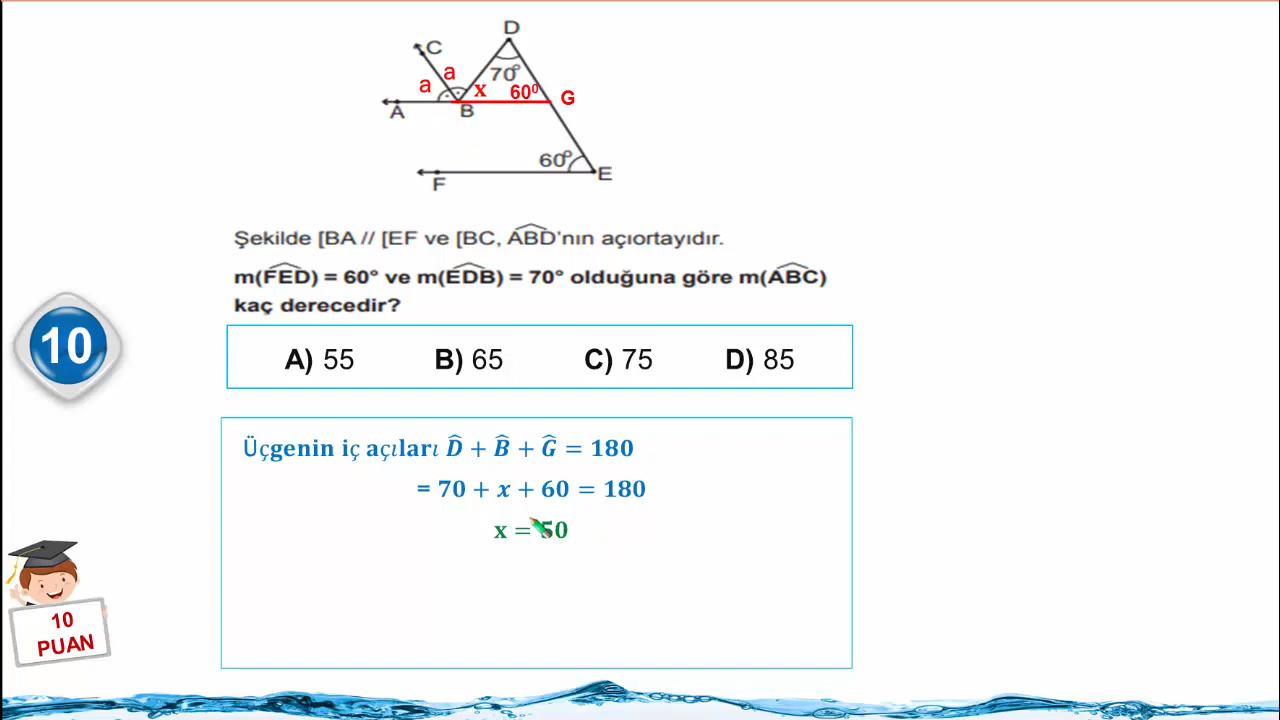 D
C
a
a
70°
x
60⁰
G
A
B
60°
F
E
Şekilde [BA // [EF ve [BC, ABD'nın açıortayıdır.
m(FED) = 60° ve m(EDB) = 70° olduğuna göre m(ABC)
kaç derecedir?
10
A) 55 B) 65 C) 75 D) 85
Üçgenin iç açıları D̂ + B̂ + Ĝ = 180
= 70 + x + 60 = 180
x = 50
10
PUAN